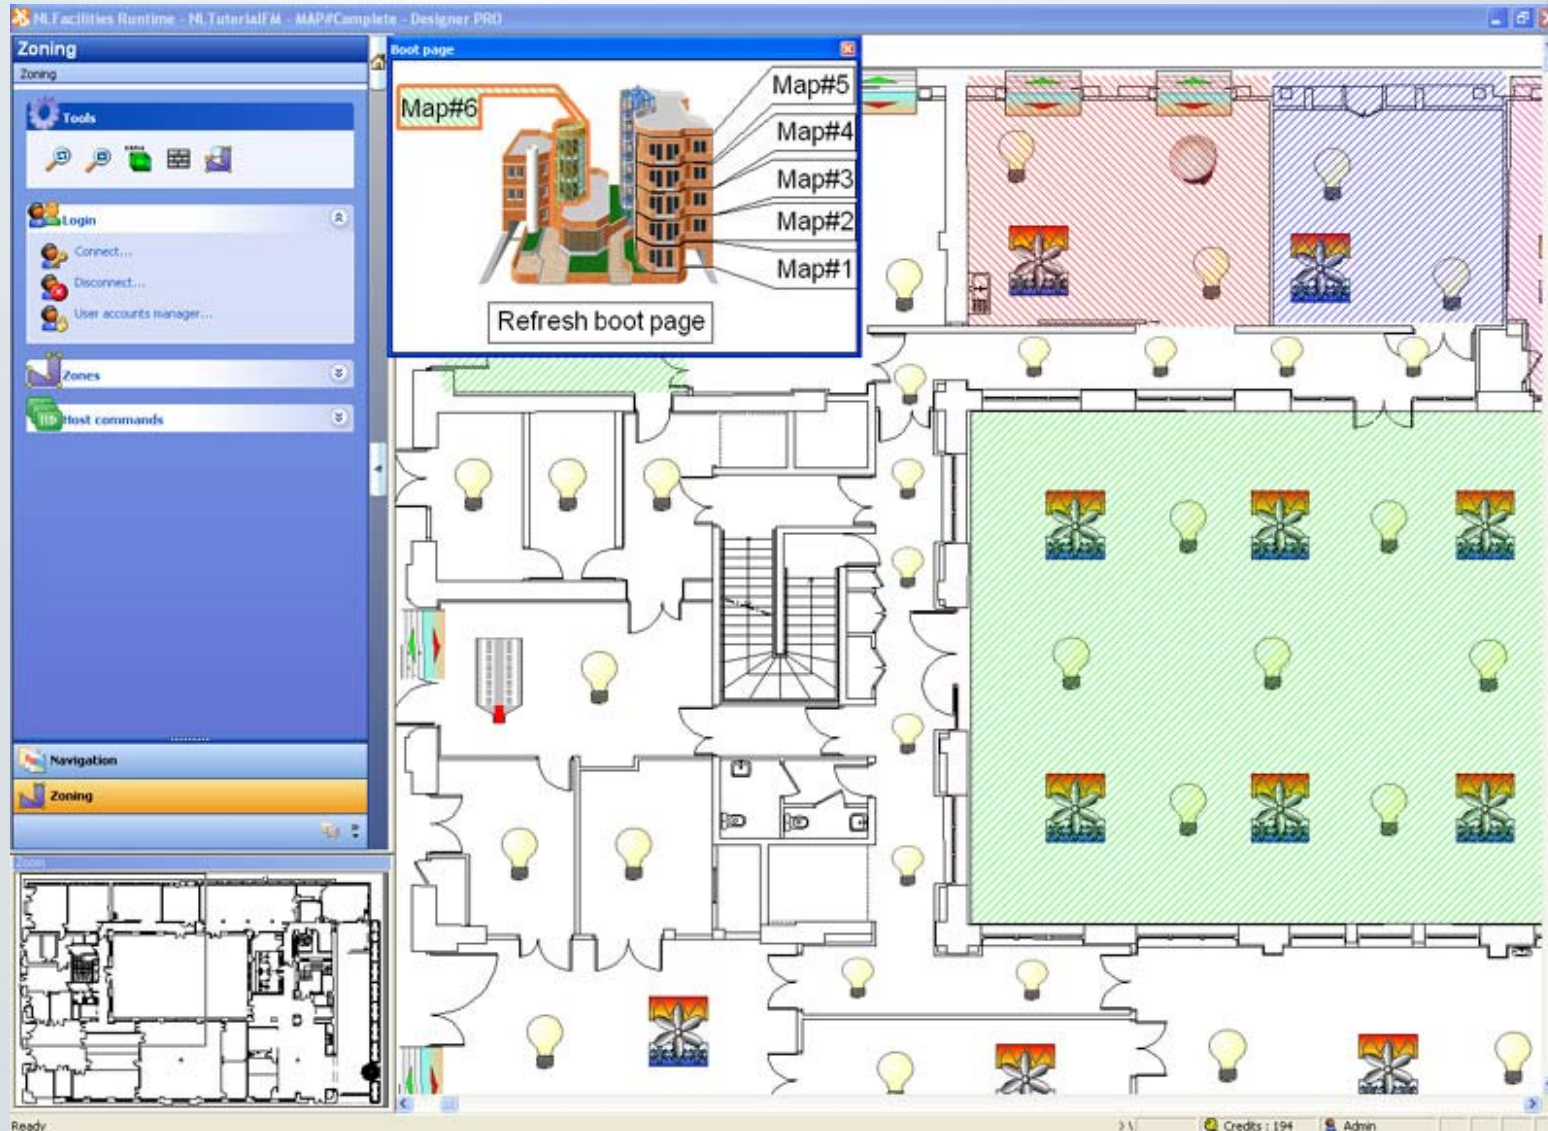 NLFacilities Runtime - NLTutorialFM - MAP#Complete - Designer PRO
Zoning
Zoning
Tools
Login
Connect...
Disconnect...
User accounts manager...
Zones
Host commands
Navigation
Zoning
Zoom
Boot page
Map#6
Map#5
Map#4
Map#3
Map#2
Map#1
Refresh boot page
Ready
Credits : 194
Admin